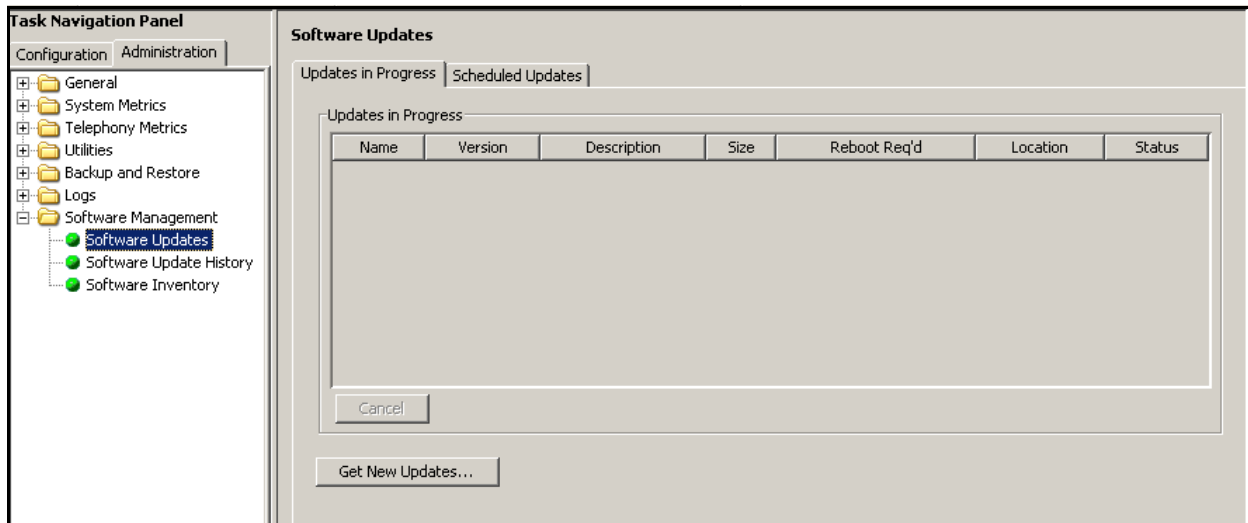 Task Navigation Panel
Configuration Administration
General
System Metrics
Telephony Metrics
Utilities
Backup and Restore
Logs
Software Management
Software Updates
Software Update History
Software Inventory
Software Updates
Updates in Progress Scheduled Updates
Updates in Progress
Name Version Description Size Reboot Req'd Location Status
Cancel
Get New Updates...